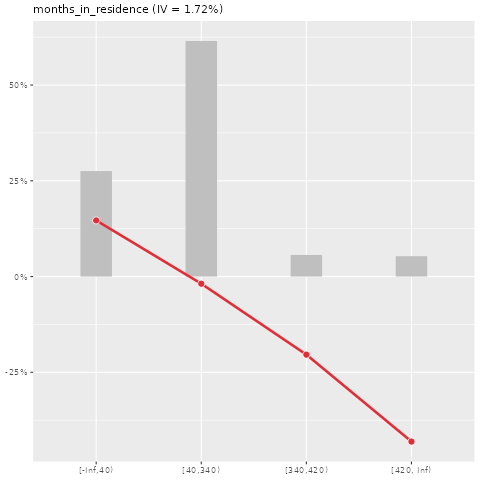 months_in_residence (IV = 1.72%)
50%
25%
0%
-25%
[-Inf,40)
[40,340)
[340,420)
[420, Inf)